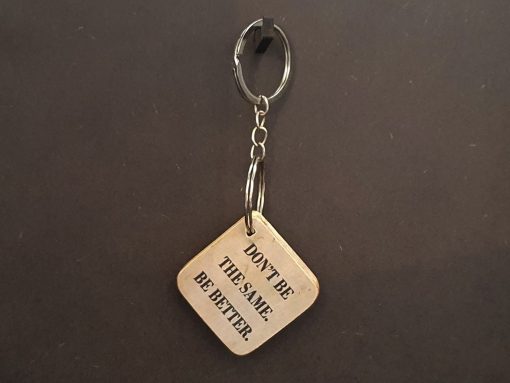 DON'T BE
THE SAME.
BE BETTER.